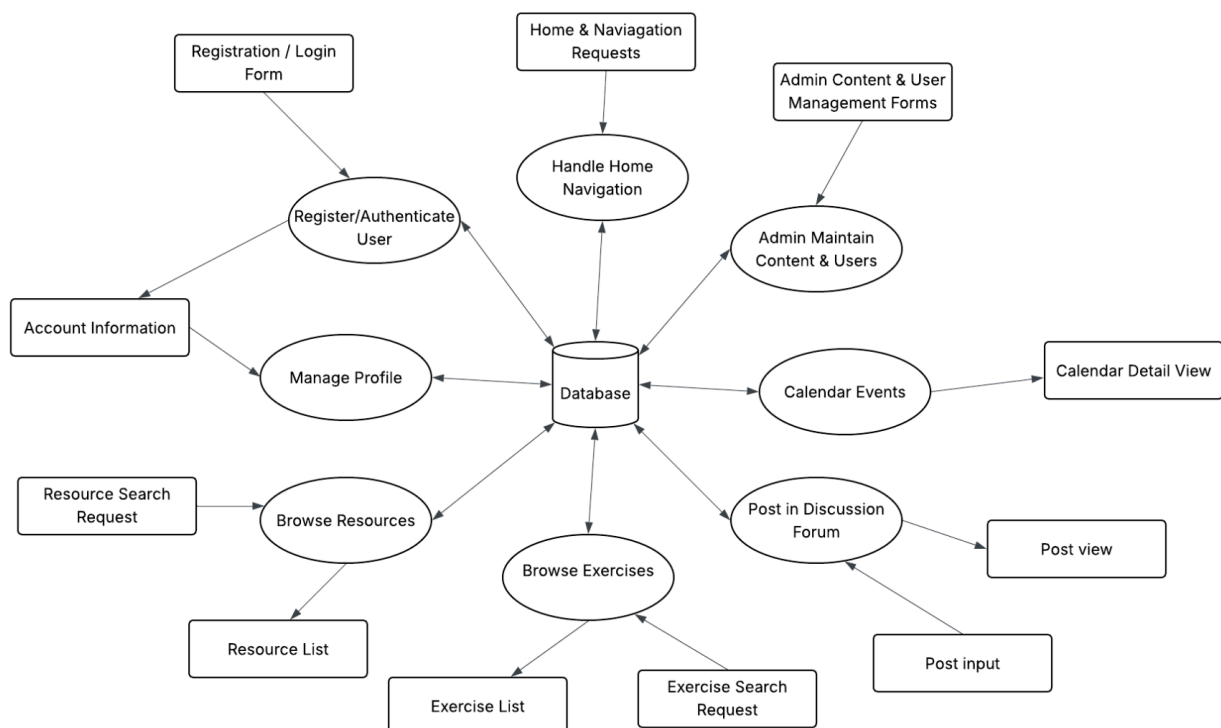 Home & Naviagation
Requests
Registration / Login
Form
Admin Content & User
Management Forms
Handle Home
Navigation
Register/Authenticate
User
Admin Maintain
Content & Users
Account Information
Manage Profile
Database
Calendar Events
Calendar Detail View
Resource Search
Request
Browse Resources
Post in Discussion
Forum
Post view
Browse Exercises
Resource List
Post input
Exercise List
Exercise Search
Request